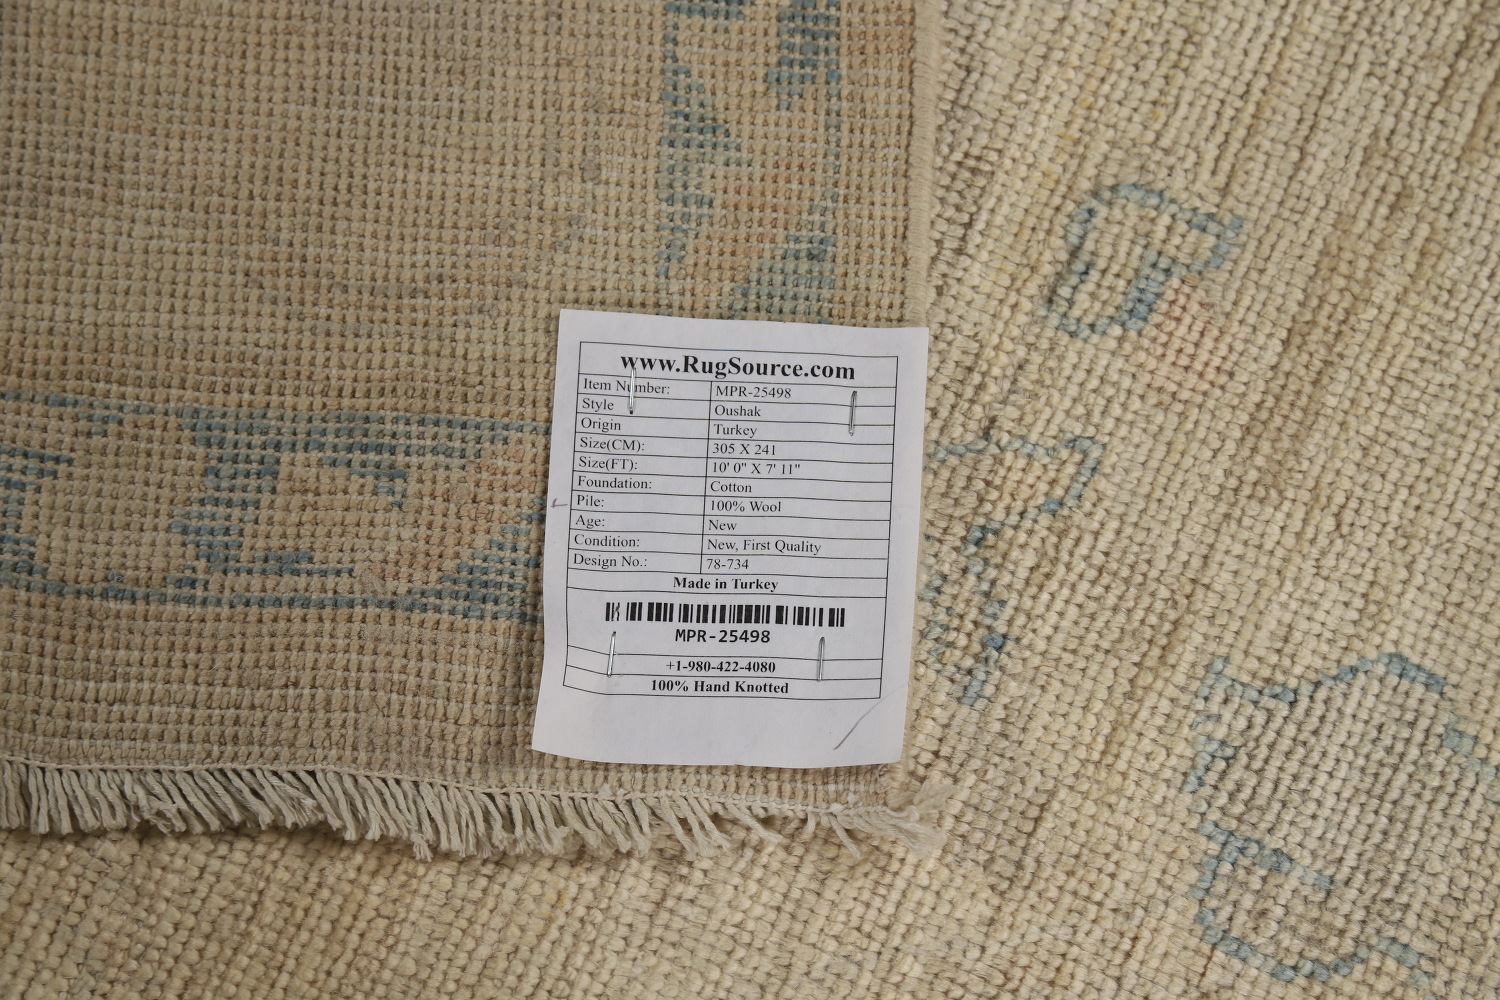 www.RugSource.com
Item Number: MPR-25498
Style Oushak
Origin Turkey
Size(CM): 305 X 241
Size(FT): 10' 0" X 7' 11"
Foundation: Cotton
Pile: 100% Wool
Age: New
Condition: New, First Quality
Design No.: 78-734
Made in Turkey
MPR-25498
+1-980-422-4080
100% Hand Knotted